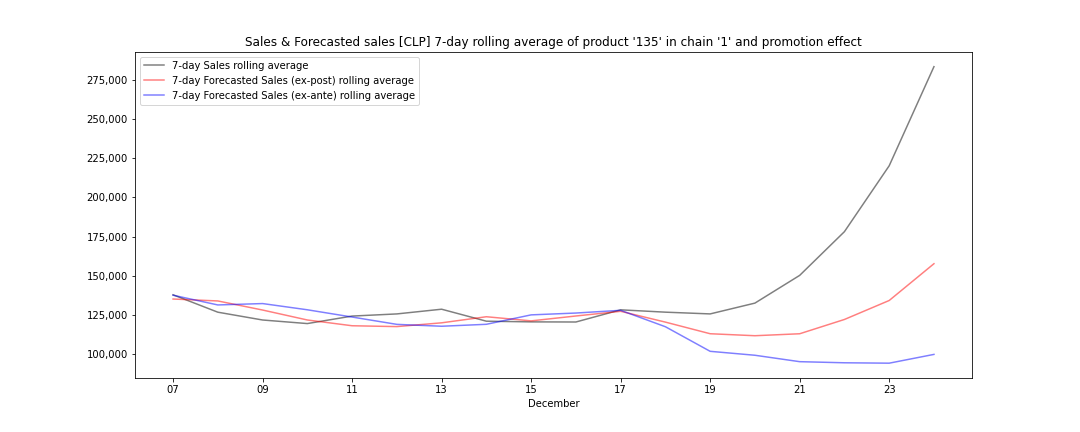 Sales & Forecasted sales [CLP] 7-day rolling average of product '135' in chain '1' and promotion effect
7-day Sales rolling average
7-day Forecasted Sales (ex-post) rolling average
7-day Forecasted Sales (ex-ante) rolling average
275,000
250,000
225,000
200,000
175,000
150,000
125,000
100,000
07 09 11 13 15 17 19 21 23
December